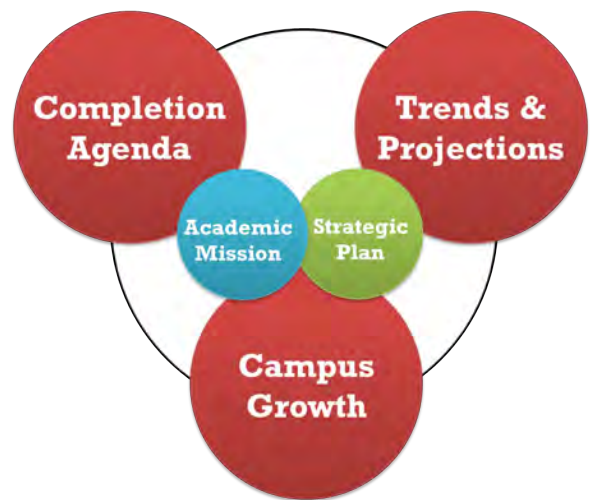 Completion
Agenda
Trends &
Projections
Academic
Mission
Strategic
Plan
Campus
Growth